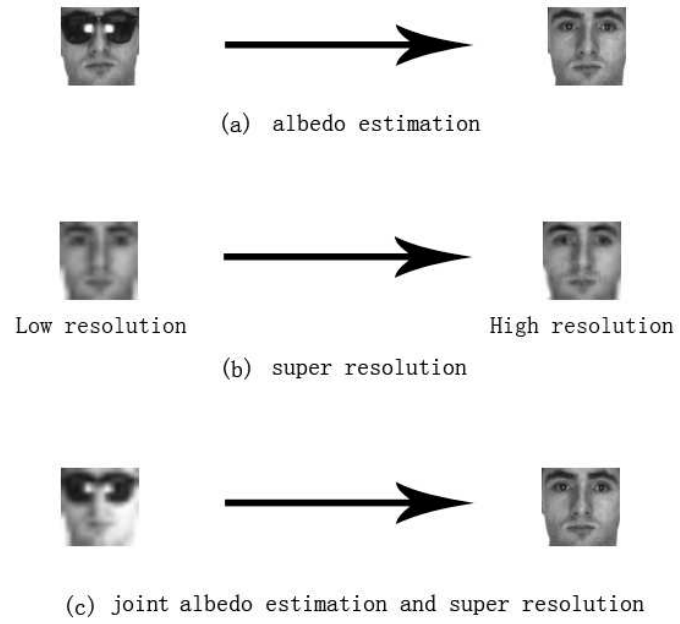 (a) albedo estimation
Low resolution
High resolution
(b) super resolution
(c) joint albedo estimation and super resolution